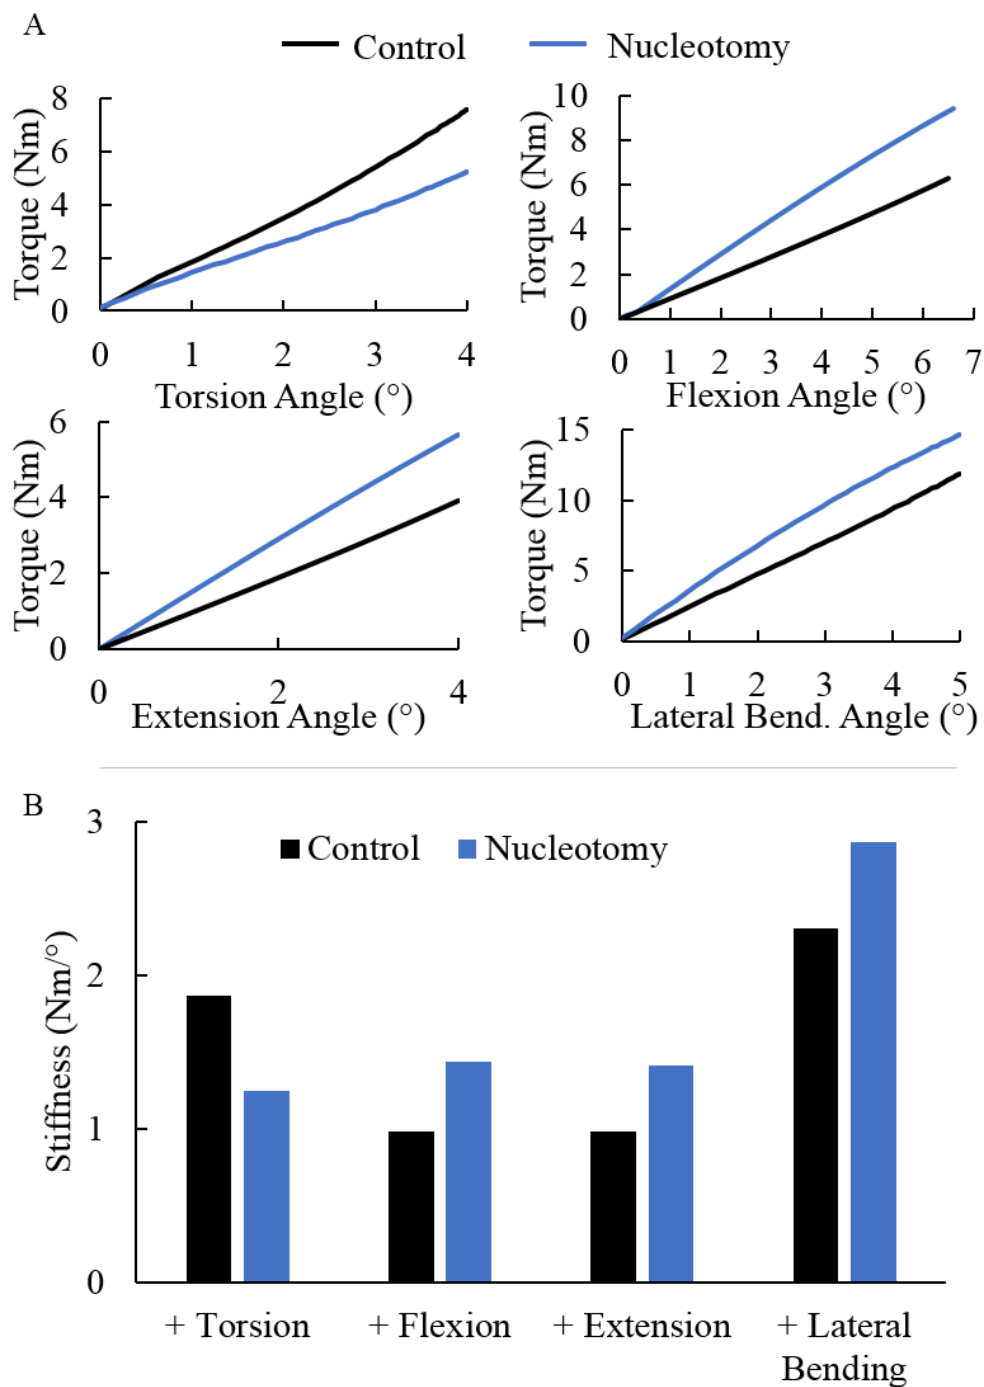 A
Control
Nucleotomy
Torque (Nm)
8
6
4
2
0
0 1 2 3 4
Torsion Angle (°)
Torque (Nm)
10
8
6
4
2
0
0 1 2 3 4 5 6 7
Flexion Angle (°)
Torque (Nm)
6
4
2
0
0 2 4
Extension Angle (°)
Torque (Nm)
15
10
5
0
0 1 2 3 4 5
Lateral Bend. Angle (°)
B
Control
Nucleotomy
Stiffness (Nm/°)
3
2
1
0
+ Torsion
+ Flexion
+ Extension
+ Lateral
Bending